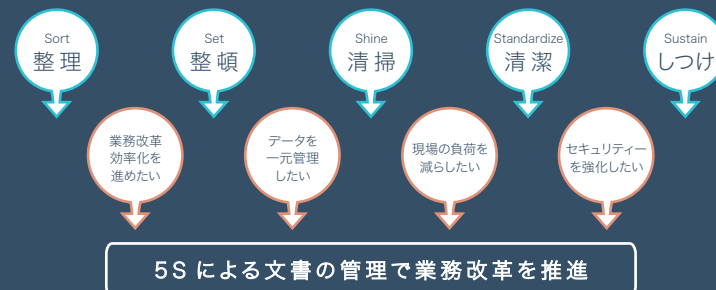 Sort
整理
Set
整頓
Shine
清掃
Standardize
清潔
Sustain
しつけ
業務改革
効率化を
進めたい
データを
一元管理
したい
現場の負荷を
減らしたい
セキュリティー
を強化したい
5Sによる文書の管理で業務改革を推進